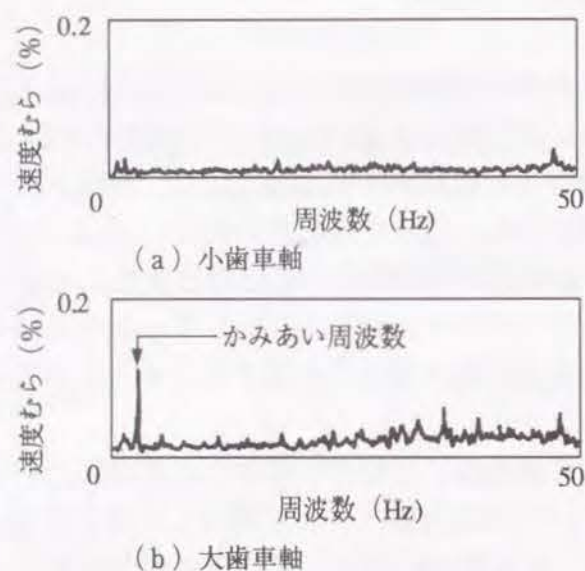 0.2
速度むら（%）
0
50
周波数（Hz）
（a）小歯車軸
0.2
かみあい周波数
速度むら（%）
0
50
周波数（Hz）
（b）大歯車軸